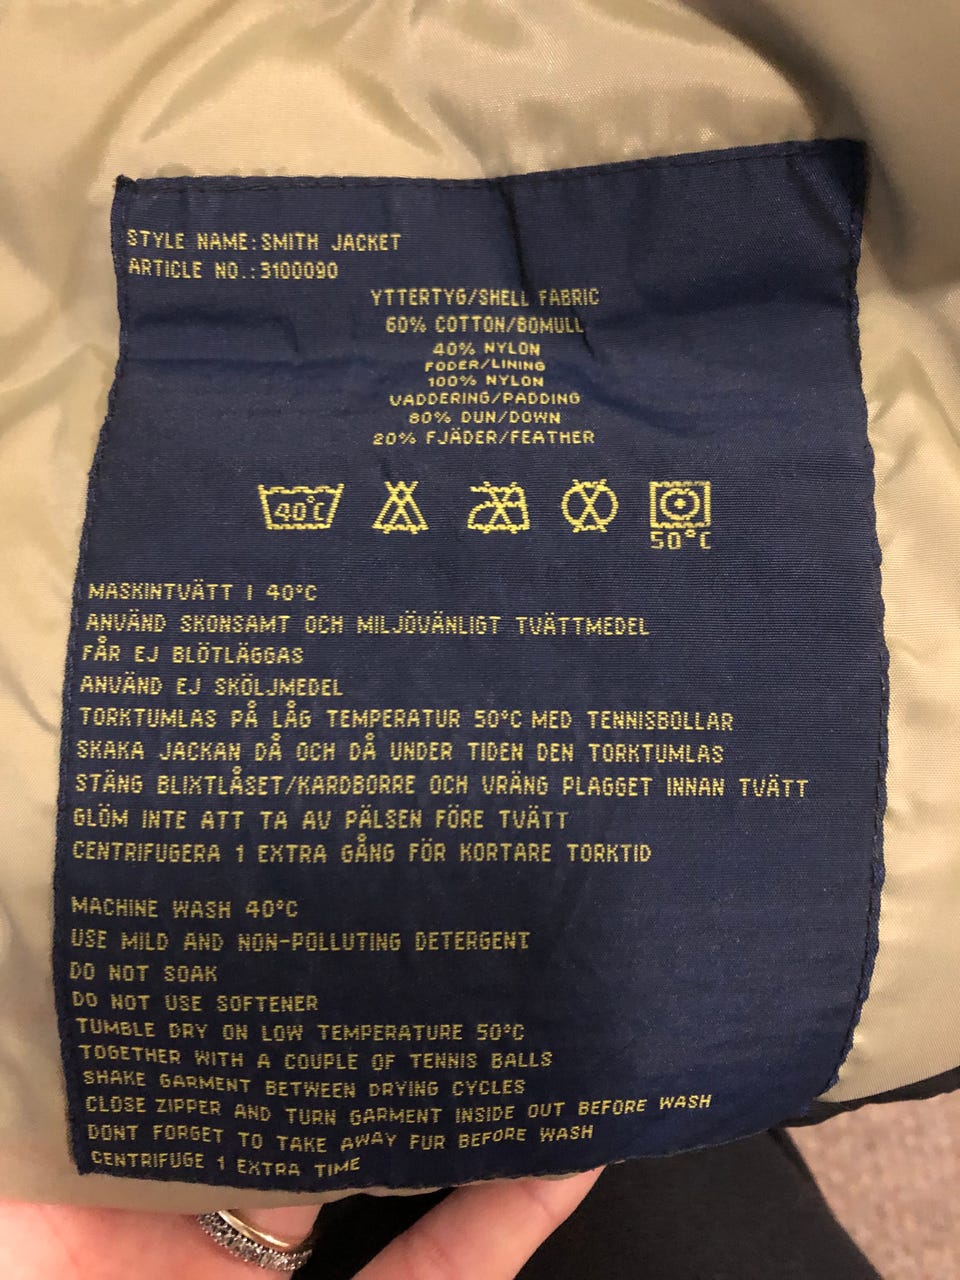 STYLE NAME:SMITH JACKET
ARTICLE NO.:3100090
YTTERTYG/SHELL FABRIC
60% COTTON/BOMULL
40% NYLON
FODER/LINING
100% NYLON
VADDERING/PADDING
80% DUN/DOWN
20% FJÄDER/FEATHER
40°C
50°C
MASKINTVÄTT I 40°C
ANVÄND SKONSAMT OCH MILJÖVÄNLIGT TVÄTTMEDEL
FÅR EJ BLÖTLÄGGAS
ANVÄND EJ SKÖLJMEDEL
TORKTUMLAS PÅ LÅG TEMPERATUR 50°C MED TENNISBOLLAR
SKAKA JACKAN DÅ OCH DÅ UNDER TIDEN DEN TORKTUMLAS
STÄNG BLIXTLÅSET/KARDBORRE OCH VRÄNG PLAGGET INNAN TVÄTT
GLÖM INTE ATT TA AV PÄLSEN FÖRE TVÄTT
CENTRIFUGERA 1 EXTRA GÅNG FÖR KORTARE TORKTID
MACHINE WASH 40°C
USE MILD AND NON-POLLUTING DETERGENT
DO NOT SOAK
DO NOT USE SOFTENER
TUMBLE DRY ON LOW TEMPERATURE 50°C
TOGETHER WITH A COUPLE OF TENNIS BALLS
SHAKE GARMENT BETWEEN DRYING CYCLES
CLOSE ZIPPER AND TURN GARMENT INSIDE OUT BEFORE WASH
DONT FORGET TO TAKE AWAY FUR BEFORE WASH
CENTRIFUGE 1 EXTRA TIME